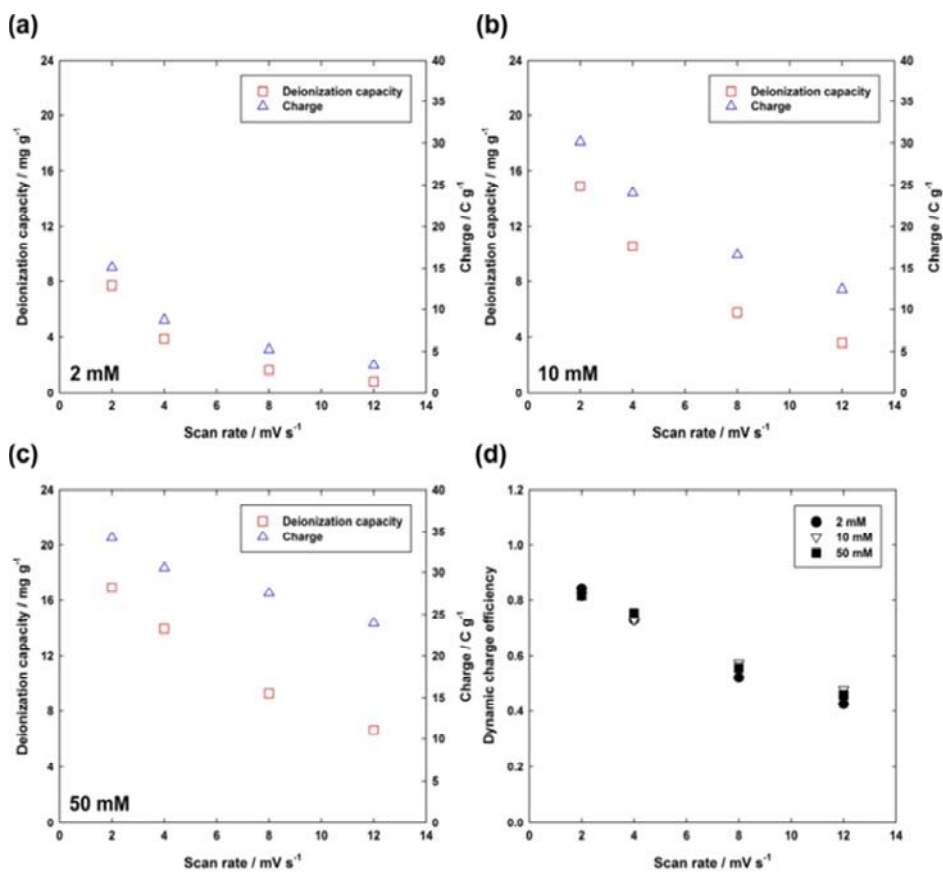 (a)
24
20
16
12
8
4
0
Deionization capacity / mg g⁻¹
40
35
30
25
20
15
10
5
0
Charge / C g⁻¹
Deionization capacity
Charge
2 mM
0 2 4 6 8 10 12 14
Scan rate / mV s⁻¹
(b)
24
20
16
12
8
4
0
Deionization capacity / mg g⁻¹
40
35
30
25
20
15
10
5
0
Charge / C g⁻¹
Deionization capacity
Charge
10 mM
0 2 4 6 8 10 12 14
Scan rate / mV s⁻¹
(c)
24
20
16
12
8
4
0
Deionization capacity / mg g⁻¹
40
35
30
25
20
15
10
5
0
Charge / C g⁻¹
Deionization capacity
Charge
50 mM
0 2 4 6 8 10 12 14
Scan rate / mV s⁻¹
(d)
1.2
1.0
0.8
0.6
0.4
0.2
0.0
Dynamic charge efficiency
2 mM
10 mM
50 mM
0 2 4 6 8 10 12 14
Scan rate / mV s⁻¹